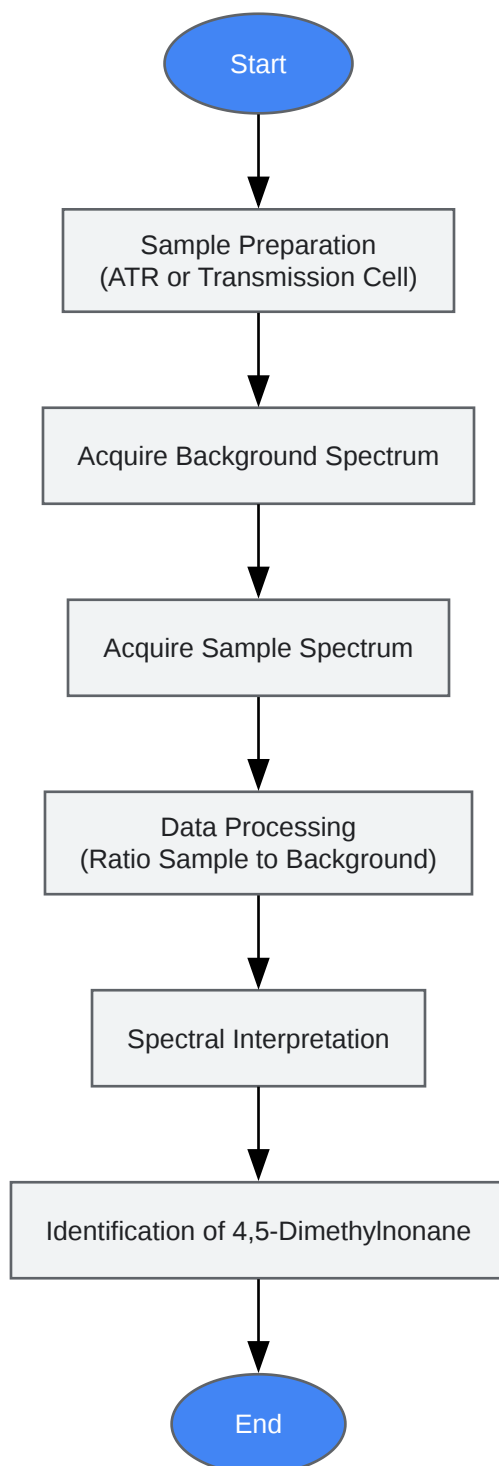 Start
Sample Preparation
(ATR or Transmission Cell)
Acquire Background Spectrum
Acquire Sample Spectrum
Data Processing
(Ratio Sample to Background)
Spectral Interpretation
Identification of 4,5-Dimethylnonane
End